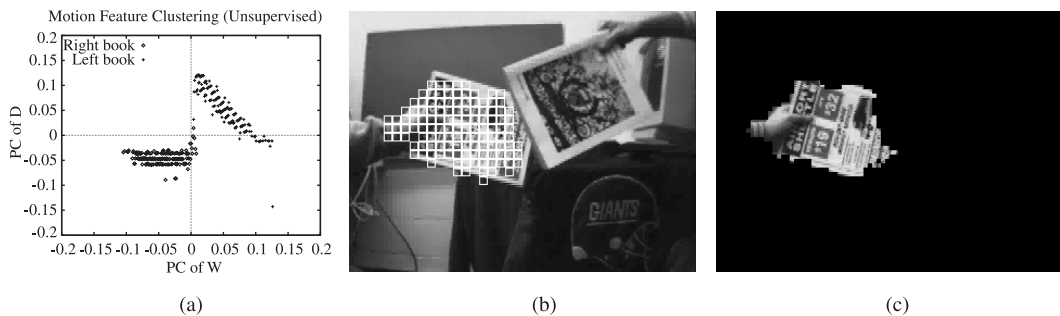 Motion Feature Clustering (Unsupervised)
0.2
Right book
Left book
0.15
0.1
0.05
0
-0.05
-0.1
-0.15
-0.2
PC of D
-0.2 -0.15 -0.1 -0.05 0 0.05 0.1 0.15 0.2
PC of W
GIANTS
(a)
(b)
(c)